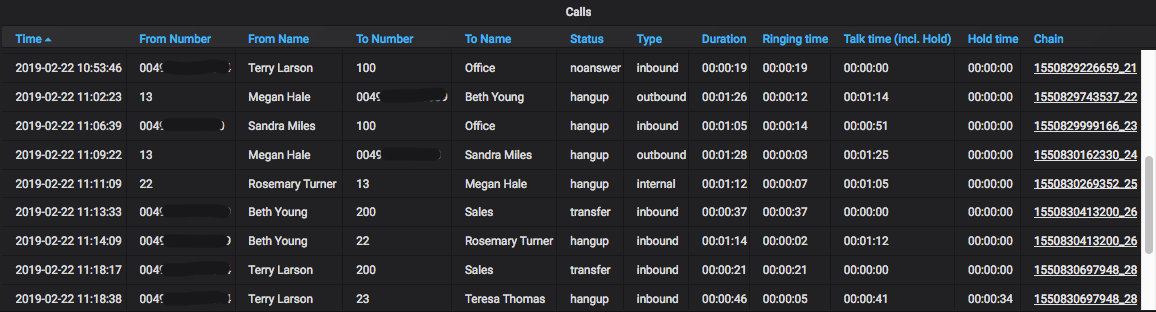 Calls
Time From Number From Name To Number To Name Status Type Duration Ringing time Talk time (incl. Hold) Hold time Chain
2019-02-22 10:53:46 0049 Terry Larson 100 Office noanswer inbound 00:00:19 00:00:19 00:00:00 00:00:00 1550829226659_21
2019-02-22 11:02:23 13 Megan Hale 0049 Beth Young hangup outbound 00:01:26 00:00:12 00:01:14 00:00:00 1550829743537_22
2019-02-22 11:06:39 0049 Sandra Miles 100 Office hangup inbound 00:01:05 00:00:14 00:00:51 00:00:00 1550829999166_23
2019-02-22 11:09:22 13 Megan Hale 0049 Sandra Miles hangup outbound 00:01:28 00:00:03 00:01:25 00:00:00 1550830162330_24
2019-02-22 11:11:09 22 Rosemary Turner 13 Megan Hale hangup internal 00:01:12 00:00:07 00:01:05 00:00:00 1550830269352_25
2019-02-22 11:13:33 0049 Beth Young 200 Sales transfer inbound 00:00:37 00:00:37 00:00:00 00:00:00 1550830413200_26
2019-02-22 11:14:09 0049 Beth Young 22 Rosemary Turner hangup inbound 00:01:14 00:00:02 00:01:12 00:00:00 1550830413200_26
2019-02-22 11:18:17 0049 Terry Larson 200 Sales transfer inbound 00:00:21 00:00:21 00:00:00 00:00:00 1550830697948_28
2019-02-22 11:18:38 0049 Terry Larson 23 Teresa Thomas hangup inbound 00:00:46 00:00:05 00:00:41 00:00:34 1550830697948_28